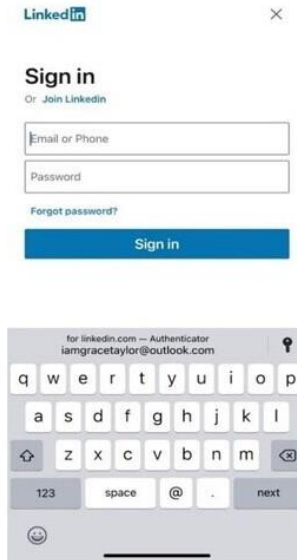 Linked in
Sign in
Or Join Linkedin
Email or Phone
Password
Forgot password?
Sign in
for linkedin.com — Authenticator
iamgracetaylor@outlook.com
q w e r t y u i o p
a s d f g h j k l
z x c v b n m
123 space @ . next